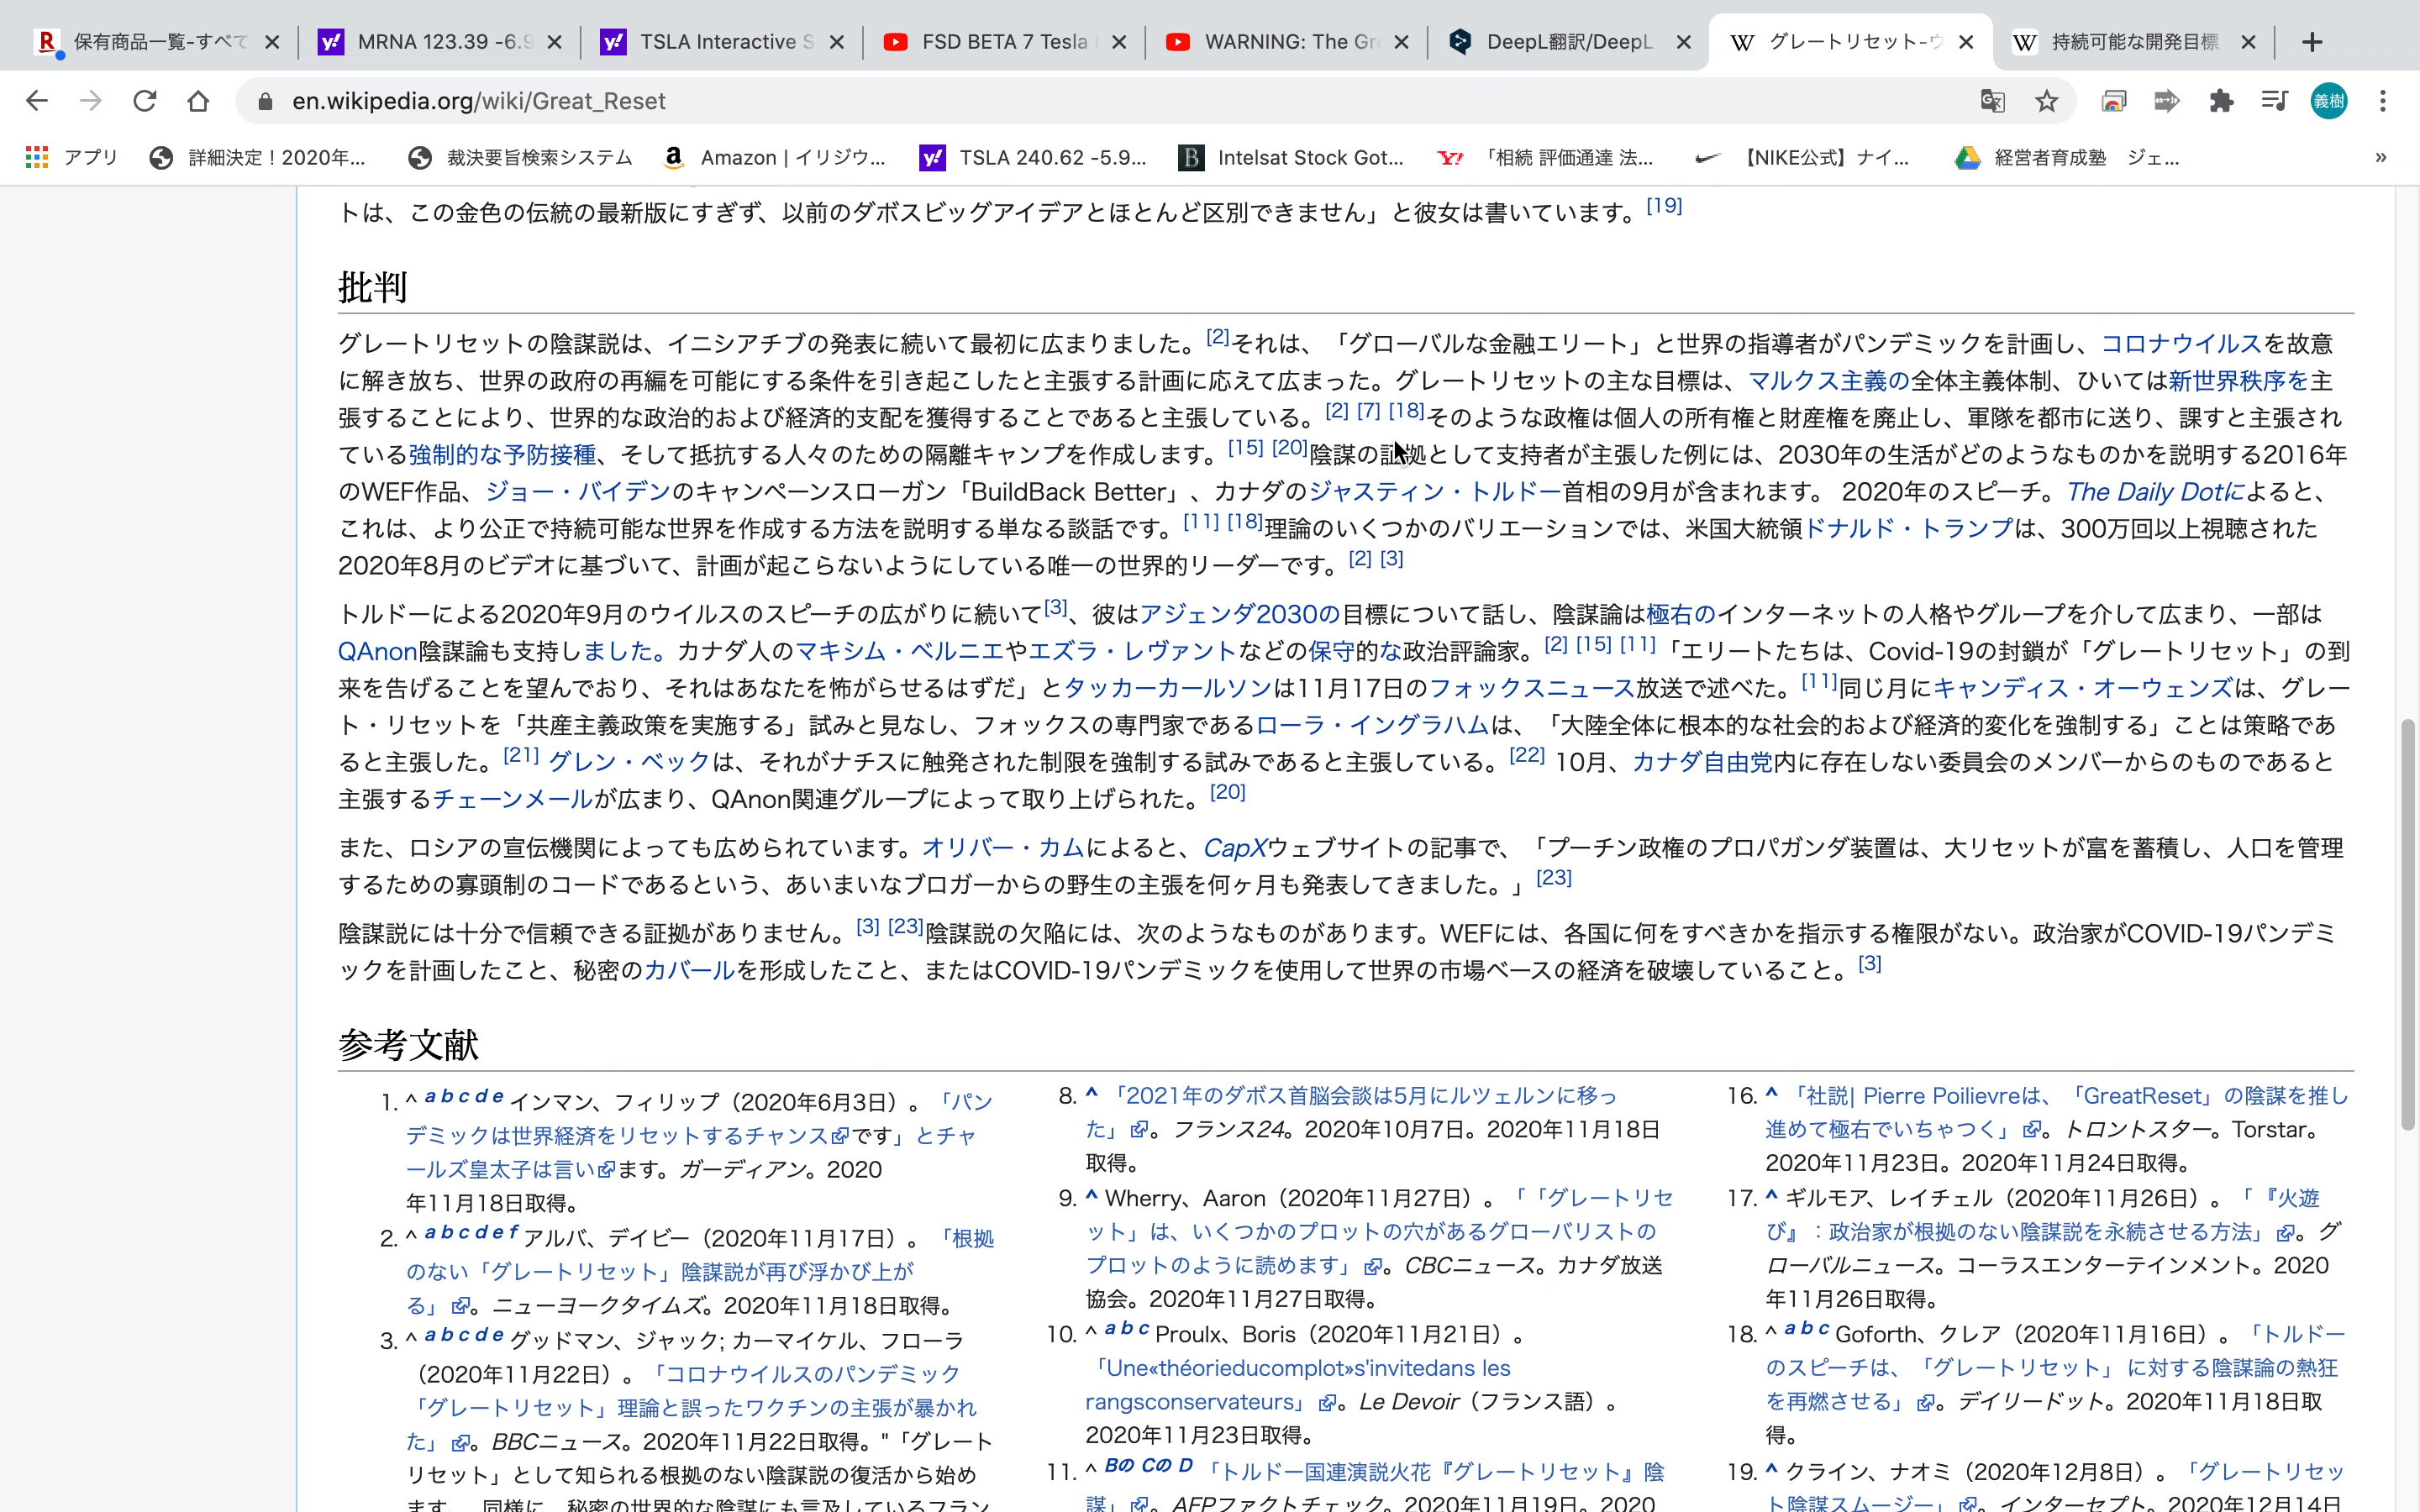 保有商品一覧-すべて
MRNA 123.39 -6.9
TSLA Interactive S
FSD BETA 7 Tesla
WARNING: The Gr
DeepL翻訳/DeepL
グレートリセット-ウ
持続可能な開発目標
en.wikipedia.org/wiki/Great_Reset
義樹
アプリ
詳細決定！2020年...
裁決要旨検索システム
Amazon | イリジウ...
TSLA 240.62 -5.9...
Intelsat Stock Got...
「相続 評価通達 法...
【NIKE公式】ナイ...
経営者育成塾 ジェ...
»
トは、この金色の伝統の最新版にすぎず、以前のダボスビッグアイデアとほとんど区別できません」と彼女は書いています。[19]
批判
グレートリセットの陰謀説は、イニシアチブの発表に続いて最初に広まりました。[2]それは、「グローバルな金融エリート」と世界の指導者がパンデミックを計画し、コロナウイルスを故意
に解き放ち、世界の政府の再編を可能にする条件を引き起こしたと主張する計画に応えて広まった。グレートリセットの主な目標は、マルクス主義の全体主義体制、ひいては新世界秩序を主
張することにより、世界的な政治的および経済的支配を獲得することであると主張している。[2] [7] [18]そのような政権は個人の所有権と財産権を廃止し、軍隊を都市に送り、課すと主張され
ている強制的な予防接種、そして抵抗する人々のための隔離キャンプを作成します。[15] [20]陰謀の証拠として支持者が主張した例には、2030年の生活がどのようなものかを説明する2016年
のWEF作品、ジョー・バイデンのキャンペーンスローガン「BuildBack Better」、カナダのジャスティン・トルドー首相の9月が含まれます。 2020年のスピーチ。The Daily Dotによると、
これは、より公正で持続可能な世界を作成する方法を説明する単なる談話です。[11] [18]理論のいくつかのバリエーションでは、米国大統領ドナルド・トランプは、300万回以上視聴された
2020年8月のビデオに基づいて、計画が起こらないようにしている唯一の世界的リーダーです。[2] [3]
トルドーによる2020年9月のウイルスのスピーチの広がりに続いて[3]、彼はアジェンダ2030の目標について話し、陰謀論は極右のインターネットの人格やグループを介して広まり、一部は
QAnon陰謀論も支持しました。カナダ人のマキシム・ベルニエやエズラ・レヴァントなどの保守的な政治評論家。[2] [15] [11]「エリートたちは、Covid-19の封鎖が「グレートリセット」の到
来を告げることを望んでおり、それはあなたを怖がらせるはずだ」とタッカーカールソンは11月17日のフォックスニュース放送で述べた。[11]同じ月にキャンディス・オーウェンズは、グレー
ト・リセットを「共産主義政策を実施する」試みと見なし、フォックスの専門家であるローラ・イングラハムは、「大陸全体に根本的な社会的および経済的変化を強制する」ことは策略であ
ると主張した。[21] グレン・ベックは、それがナチスに触発された制限を強制する試みであると主張している。[22] 10月、カナダ自由党内に存在しない委員会のメンバーからのものであると
主張するチェーンメールが広まり、QAnon関連グループによって取り上げられた。[20]
また、ロシアの宣伝機関によっても広められています。オリバー・カムによると、CapXウェブサイトの記事で、「プーチン政権のプロパガンダ装置は、大リセットが富を蓄積し、人口を管理
するための寡頭制のコードであるという、あいまいなブロガーからの野生の主張を何ヶ月も発表してきました。」[23]
陰謀説には十分で信頼できる証拠がありません。[3] [23]陰謀説の欠陥には、次のようなものがあります。WEFには、各国に何をすべきかを指示する権限がない。政治家がCOVID-19パンデミ
ックを計画したこと、秘密のカバールを形成したこと、またはCOVID-19パンデミックを使用して世界の市場ベースの経済を破壊していること。[3]
参考文献
1. ^ a b c d e インマン、フィリップ（2020年6月3日）。「パン
デミックは世界経済をリセットするチャンスです」とチャ
ールズ皇太子は言います。ガーディアン。2020
年11月18日取得。
2. ^ a b c d e f アルバ、デイビー（2020年11月17日）。「根拠
のない「グレートリセット」陰謀説が再び浮かび上が
る」。ニューヨークタイムズ。2020年11月18日取得。
3. ^ a b c d e グッドマン、ジャック; カーマイケル、フローラ
（2020年11月22日）。「コロナウイルスのパンデミック
「グレートリセット」理論と誤ったワクチンの主張が暴かれ
た」。BBCニュース。2020年11月22日取得。"「グレート
リセット」として知られる根拠のない陰謀説の復活から始め
ます。 同様に、秘密の世界的な陰謀にも言及しているフラン
8. ^ 「2021年のダボス首脳会談は5月にルツェルンに移っ
た」。フランス24。2020年10月7日。2020年11月18日
取得。
9. ^ Wherry、Aaron（2020年11月27日）。「「グレートリセ
ット」は、いくつかのプロットの穴があるグローバリストの
プロットのように読めます」。CBCニュース。カナダ放送
協会。2020年11月27日取得。
10. ^ a b c Proulx、Boris（2020年11月21日）。
「Une«théorieducomplot»s'invitedans les
rangsconservateurs」。Le Devoir（フランス語）。
2020年11月23日取得。
11. ^ Bの Cの D 「トルドー国連演説火花『グレートリセット』陰
謀」。AFPファクトチェック。2020年11月19日。2020
16. ^ 「社説| Pierre Poilievreは、「GreatReset」の陰謀を推し
進めて極右でいちゃつく」。トロントスター。Torstar。
2020年11月23日。2020年11月24日取得。
17. ^ ギルモア、レイチェル（2020年11月26日）。「『火遊
び』：政治家が根拠のない陰謀説を永続させる方法」。グ
ローバルニュース。コーラスエンターテインメント。2020
年11月26日取得。
18. ^ a b c Goforth、クレア（2020年11月16日）。「トルドー
のスピーチは、「グレートリセット」 に対する陰謀論の熱狂
を再燃させる」。デイリードット。2020年11月18日取
得。
19. ^ クライン、ナオミ（2020年12月8日）。「グレートリセッ
ト陰謀スムージー」。インターセプト。2020年12月14日